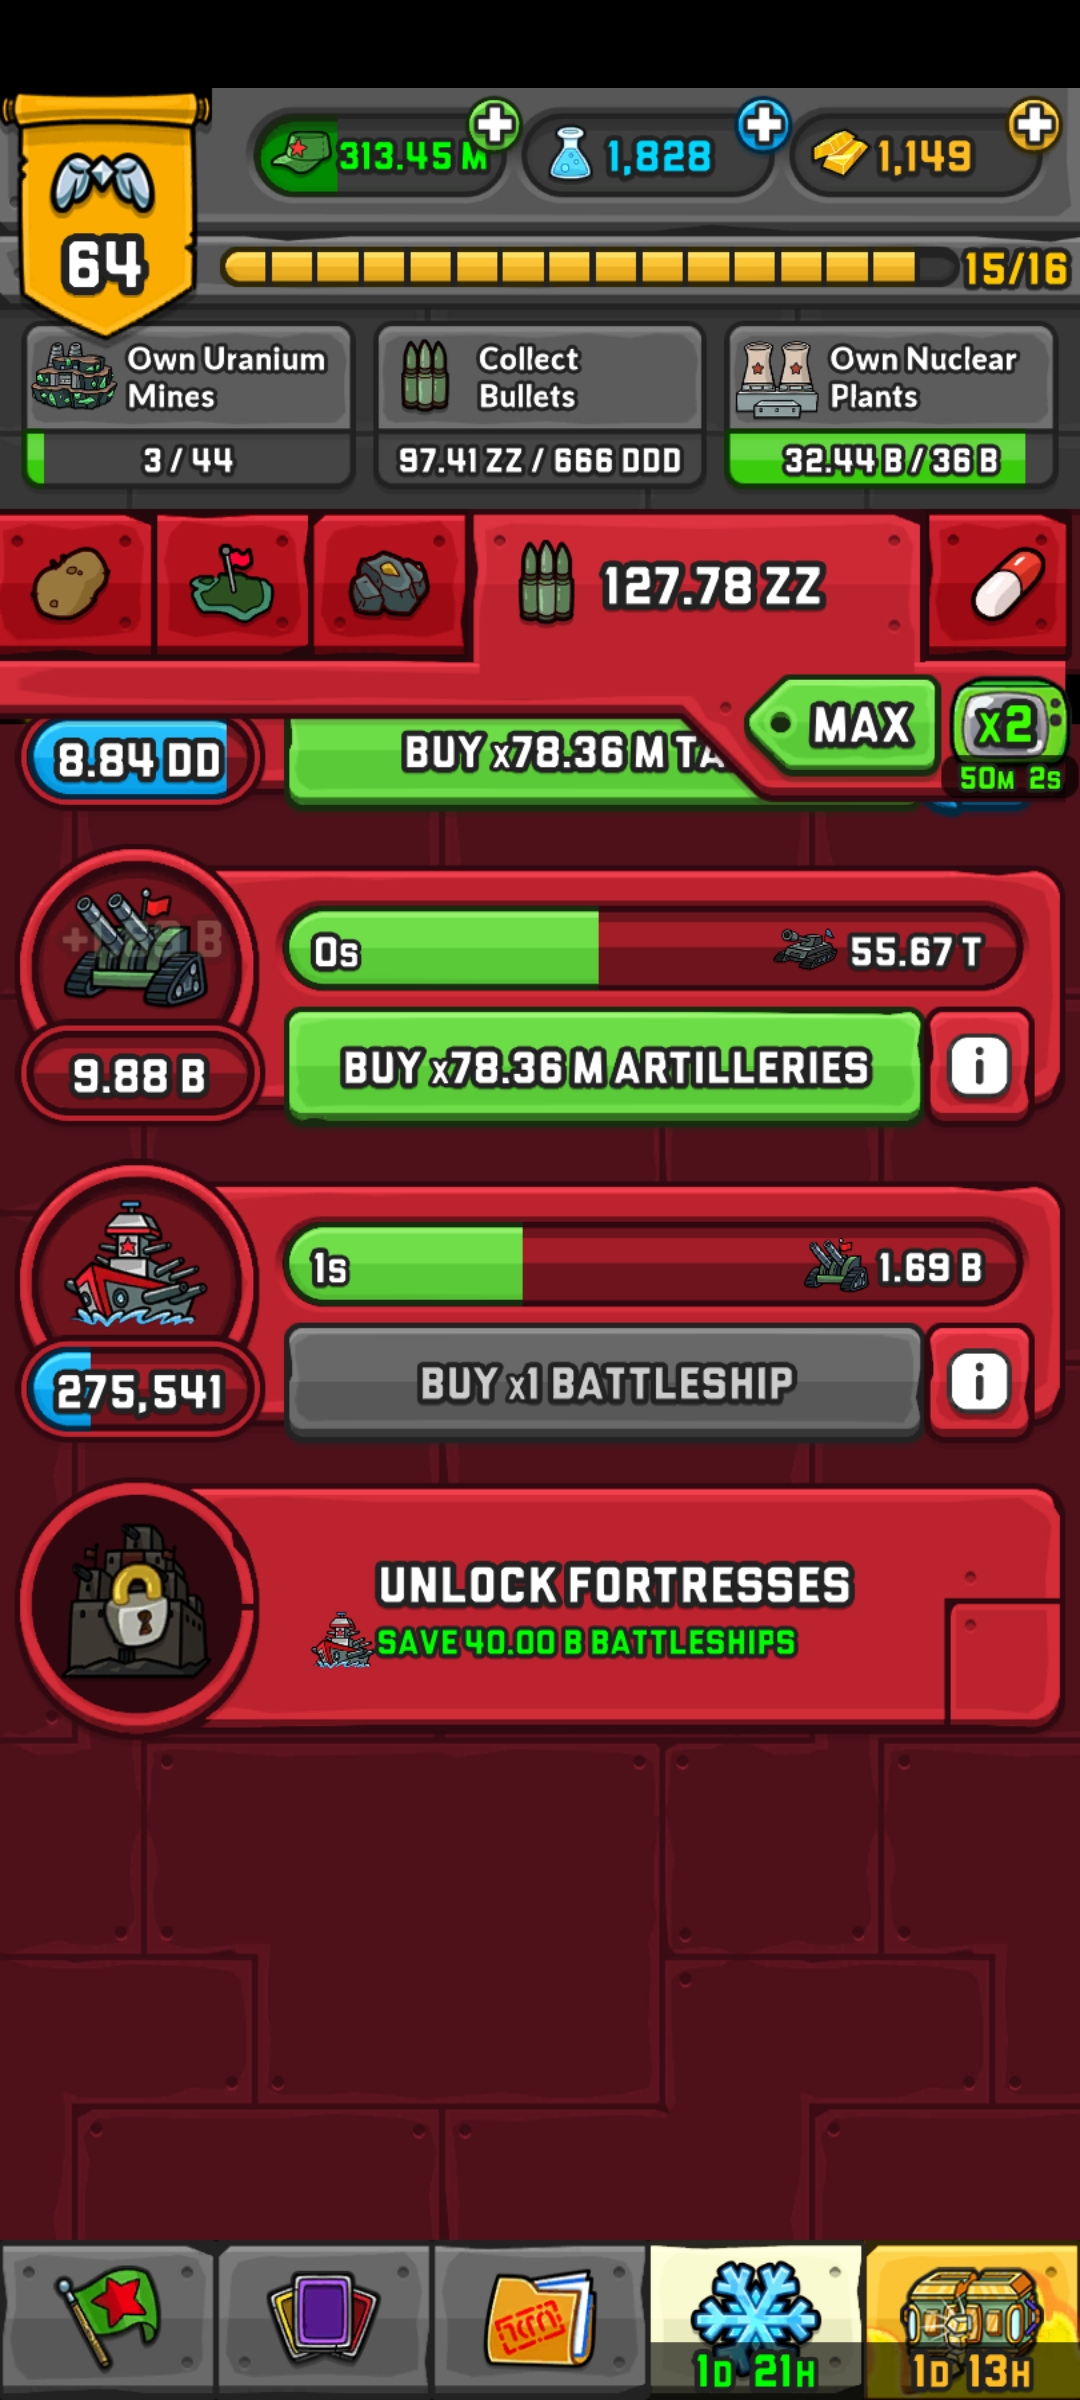 313.45 M
1,828
1,149
64
15/16
Own Uranium
Mines
3 / 44
Collect
Bullets
97.41 ZZ / 666 DDD
Own Nuclear
Plants
32.44 B / 36 B
127.78 ZZ
MAX
X2
50M 2S
8.84 DD
BUY x78.36 M TA
0s
55.67 T
9.88 B
BUY x78.36 M ARTILLERIES
i
1s
1.69 B
275,541
BUY x1 BATTLESHIP
i
UNLOCK FORTRESSES
SAVE 40.00 B BATTLESHIPS
1D 21H
1D 13H